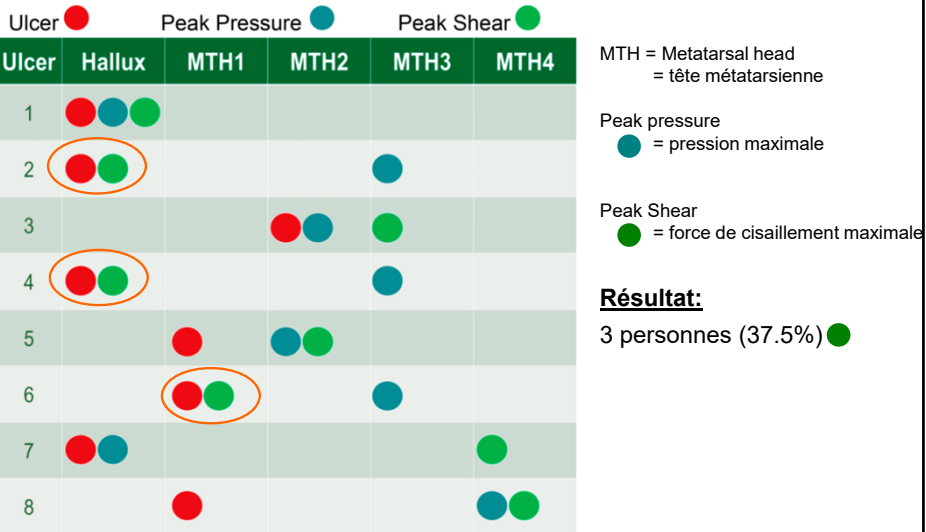 Ulcer Peak Pressure Peak Shear
Ulcer Hallux MTH1 MTH2 MTH3 MTH4
1
2
3
4
5
6
7
8
MTH = Metatarsal head
= tête métatarsienne
Peak pressure
= pression maximale
Peak Shear
= force de cisaillement maximale
Résultat:
3 personnes (37.5%)